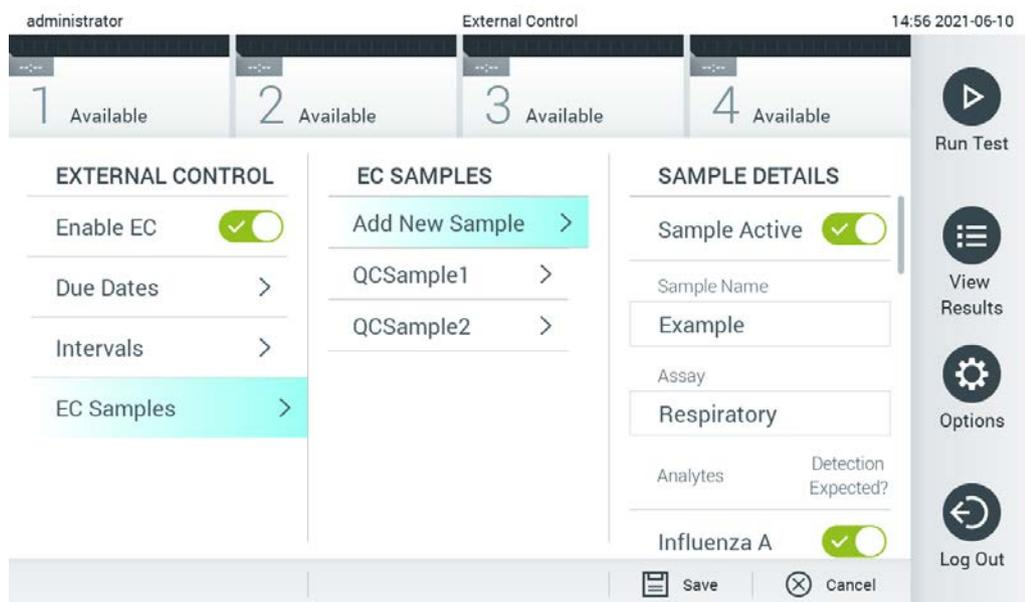 administrator
External Control
14:56 2021-06-10
--:--
--:--
--:--
--:--
1 Available
2 Available
3 Available
4 Available
Run Test
View
Results
Options
Log Out
EXTERNAL CONTROL
Enable EC
Due Dates
Intervals
EC Samples
EC SAMPLES
Add New Sample
QCSample1
QCSample2
SAMPLE DETAILS
Sample Active
Sample Name
Example
Assay
Respiratory
Analytes
Detection
Expected?
Influenza A
Save
Cancel